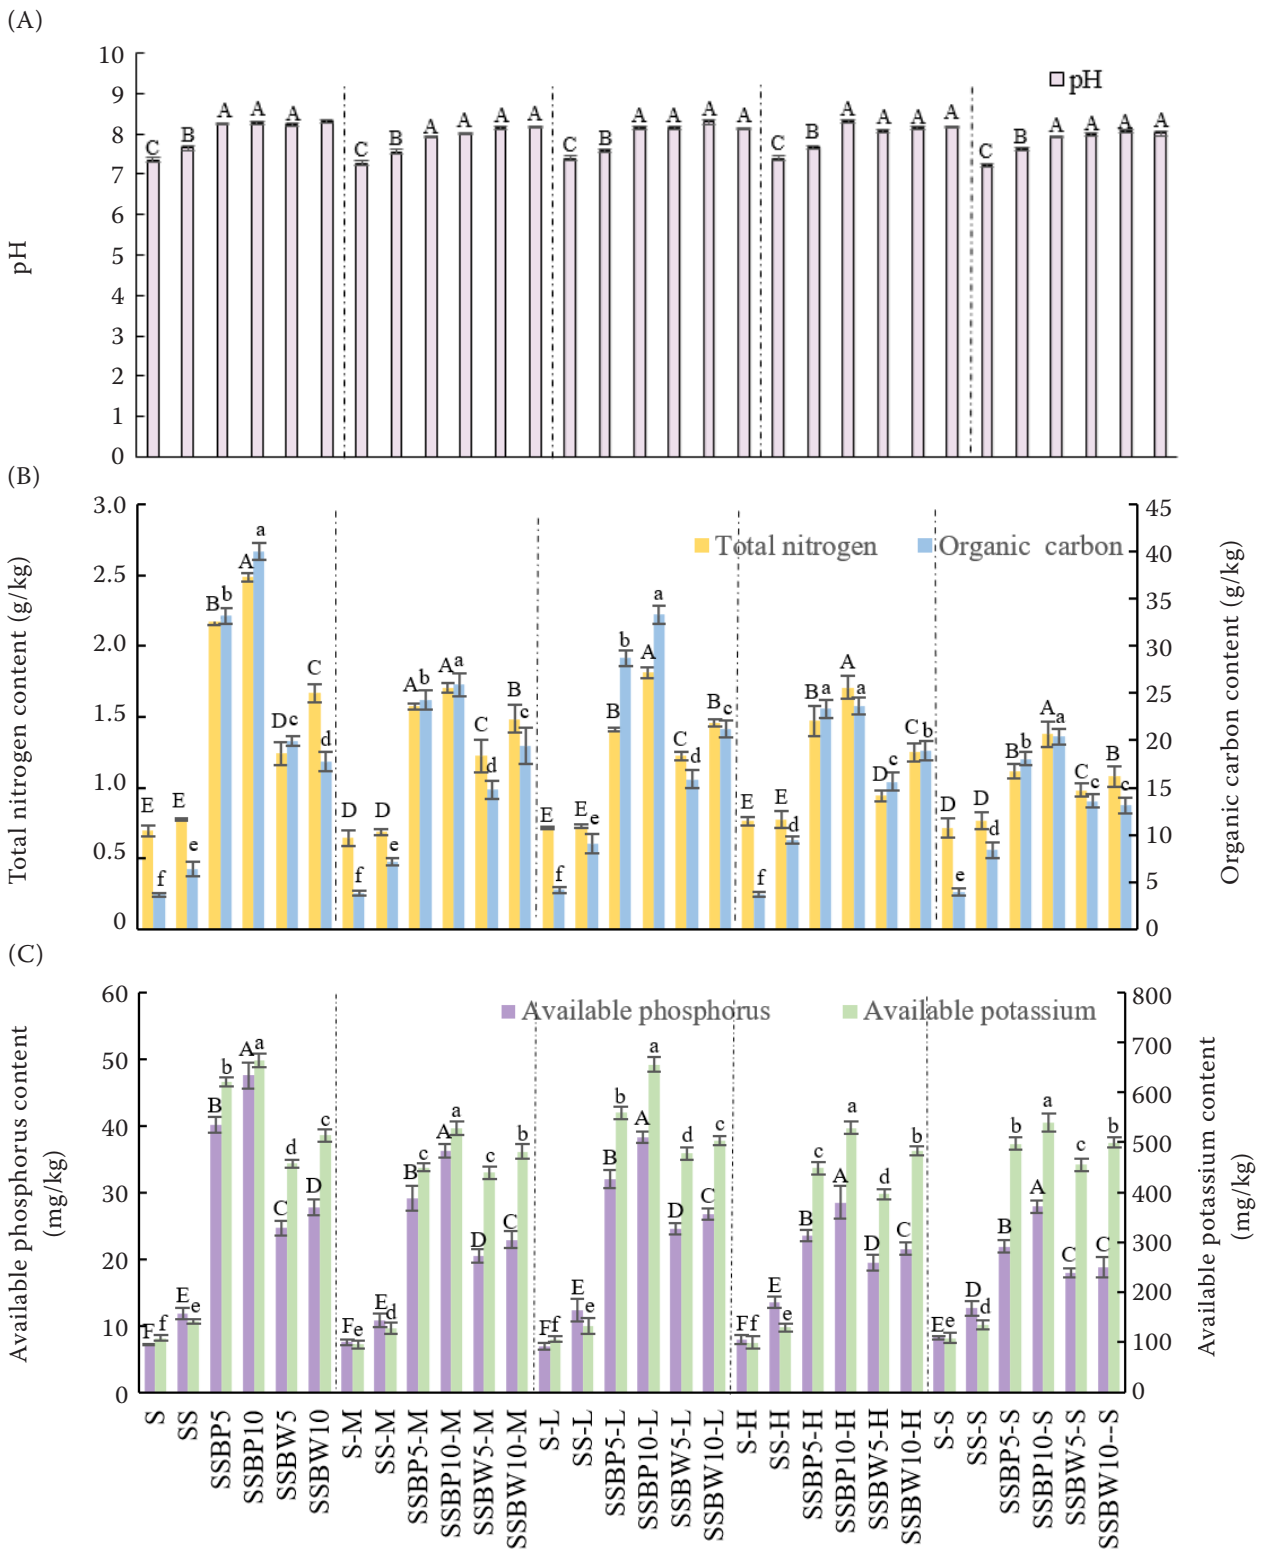 (A)
10
9
8
7
6
5
4
3
2
1
0
pH
pH
C B A A A
C B A A A A
C B A A A A
C B A A A A
C B A A A A
(B)
3.0
2.5
2.0
1.5
1.0
0.5
0
Total nitrogen content (g/kg)
Total nitrogen
Organic carbon
45
40
35
30
25
20
15
10
5
0
Organic carbon content (g/kg)
E f E e B b A a D c C d
D f D e A b A a C d B c
E f E e B b A a C d B c
E f E d B a A a D c C b
D e D d B b A a C c B c
(C)
60
50
40
30
20
10
0
Available phosphorus content
(mg/kg)
Available phosphorus
Available potassium
800
700
600
500
400
300
200
100
0
Available potassium content
(mg/kg)
F f E e B b A a C d D c
F e E d B c A a D c C b
F f E e B b A a D d C c
F f E e B c A a D d C b
E e D d B b A a C c C b
S
SS
SSBP5
SSBP10
SSBW5
SSBW10
S-M
SS-M
SSBP5-M
SSBP10-M
SSBW5-M
SSBW10-M
S-L
SS-L
SSBP5-L
SSBP10-L
SSBW5-L
SSBW10-L
S-H
SS-H
SSBP5-H
SSBP10-H
SSBW5-H
SSBW10-H
S-S
SS-S
SSBP5-S
SSBP10-S
SSBW5-S
SSBW10--S